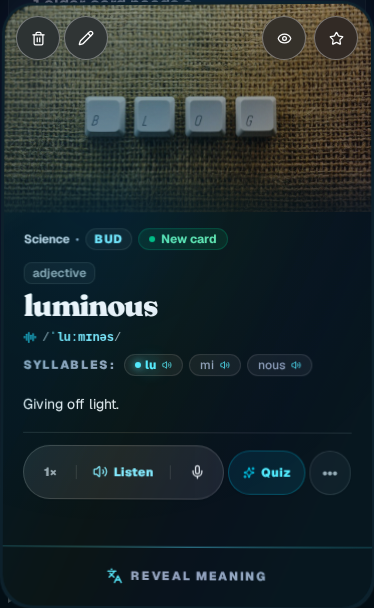 B L O G
Science • BUD New card
adjective
luminous
/ˈluːmɪnəs/
SYLLABLES: lu mi nous
Giving off light.
1× Listen Quiz
REVEAL MEANING